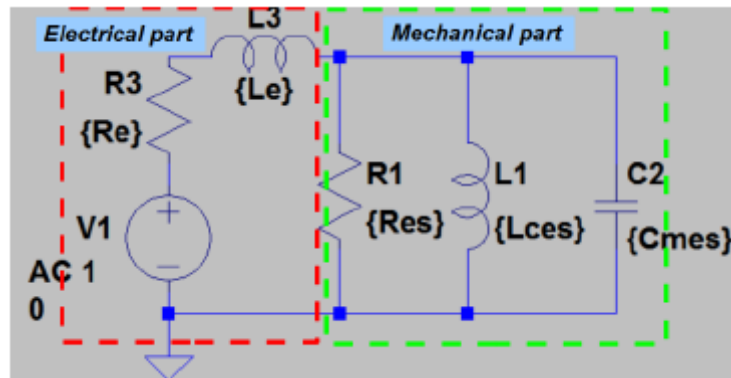 L3
Electrical part
Mechanical part
R3
{Le}
{Re}
R1
L1
C2
V1
{Res}
{Lces}
{Cmes}
AC 1
0